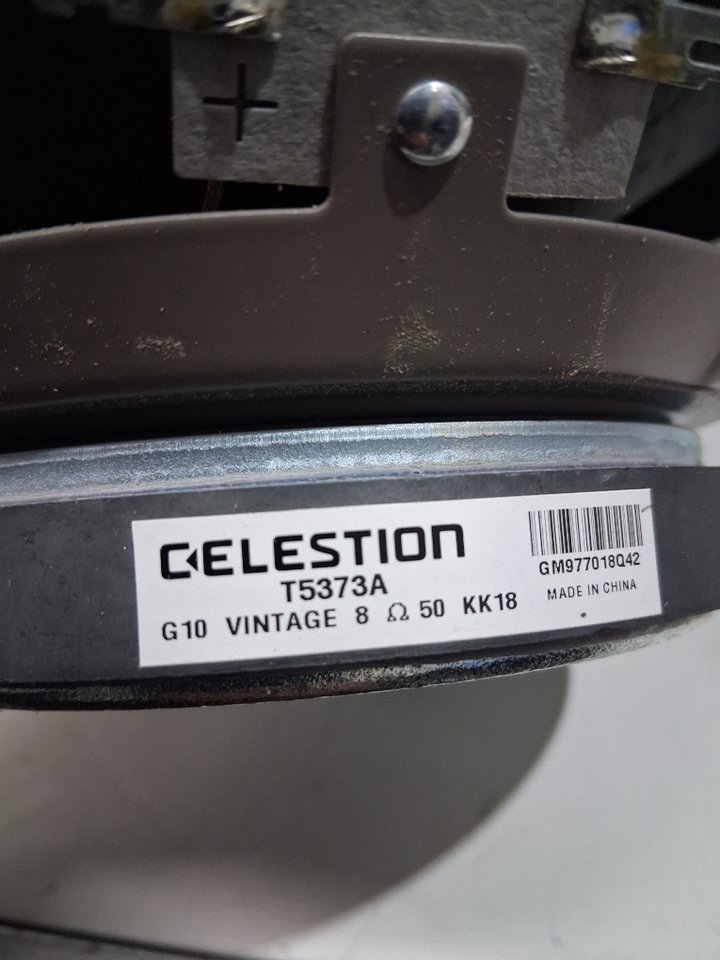 +
CELESTION
T5373A
G10 VINTAGE 8 Ω 50 KK18
GM977018Q42
MADE IN CHINA